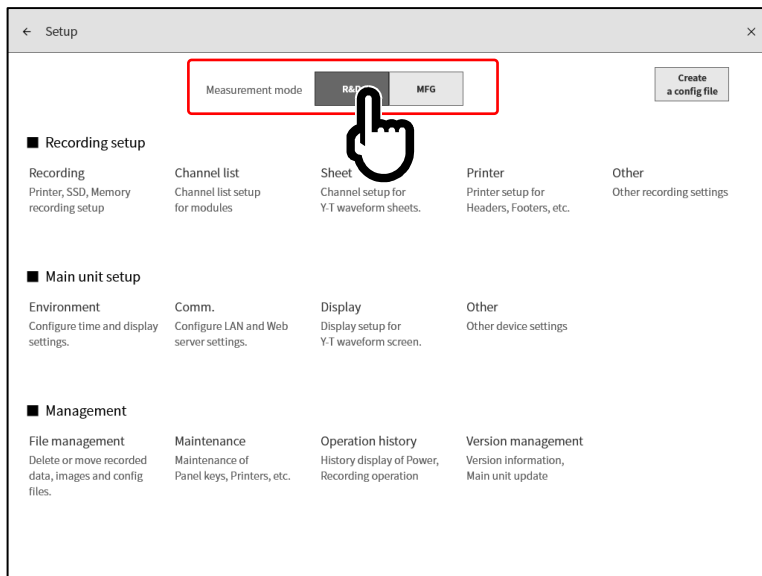 ← Setup ×
Measurement mode R&D MFG
Create
a config file
■ Recording setup
Recording
Printer, SSD, Memory
recording setup
Channel list
Channel list setup
for modules
Sheet
Channel setup for
Y-T waveform sheets.
Printer
Printer setup for
Headers, Footers, etc.
Other
Other recording settings
■ Main unit setup
Environment
Configure time and display
settings.
Comm.
Configure LAN and Web
server settings.
Display
Display setup for
Y-T waveform screen.
Other
Other device settings
■ Management
File management
Delete or move recorded
data, images and config
files.
Maintenance
Maintenance of
Panel keys, Printers, etc.
Operation history
History display of Power,
Recording operation
Version management
Version information,
Main unit update